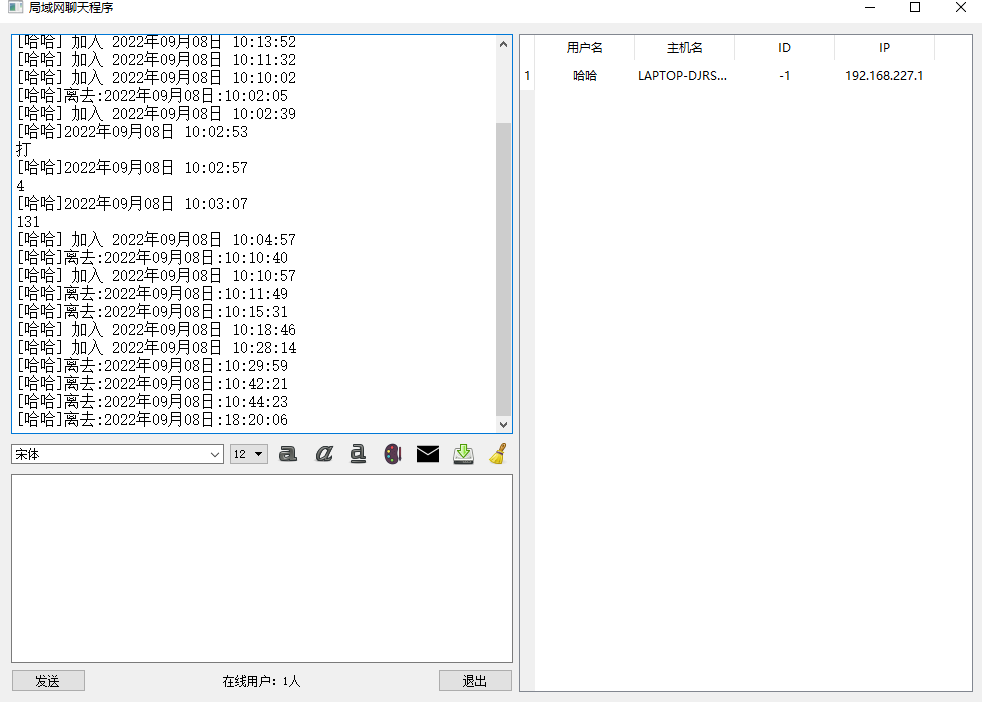 局域网聊天程序
[哈哈] 加入 2022年09月08日 10:13:52
[哈哈] 加入 2022年09月08日 10:11:32
[哈哈] 加入 2022年09月08日 10:10:02
[哈哈]离去:2022年09月08日:10:02:05
[哈哈] 加入 2022年09月08日 10:02:39
[哈哈]2022年09月08日 10:02:53
打
[哈哈]2022年09月08日 10:02:57
4
[哈哈]2022年09月08日 10:03:07
131
[哈哈] 加入 2022年09月08日 10:04:57
[哈哈]离去:2022年09月08日:10:10:40
[哈哈] 加入 2022年09月08日 10:10:57
[哈哈]离去:2022年09月08日:10:11:49
[哈哈]离去:2022年09月08日:10:15:31
[哈哈] 加入 2022年09月08日 10:18:46
[哈哈] 加入 2022年09月08日 10:28:14
[哈哈]离去:2022年09月08日:10:29:59
[哈哈]离去:2022年09月08日:10:42:21
[哈哈]离去:2022年09月08日:10:44:23
[哈哈]离去:2022年09月08日:18:20:06
宋体 12
发送 在线用户: 1人 退出
用户名 主机名 ID IP
1 哈哈 LAPTOP-DJRS... -1 192.168.227.1